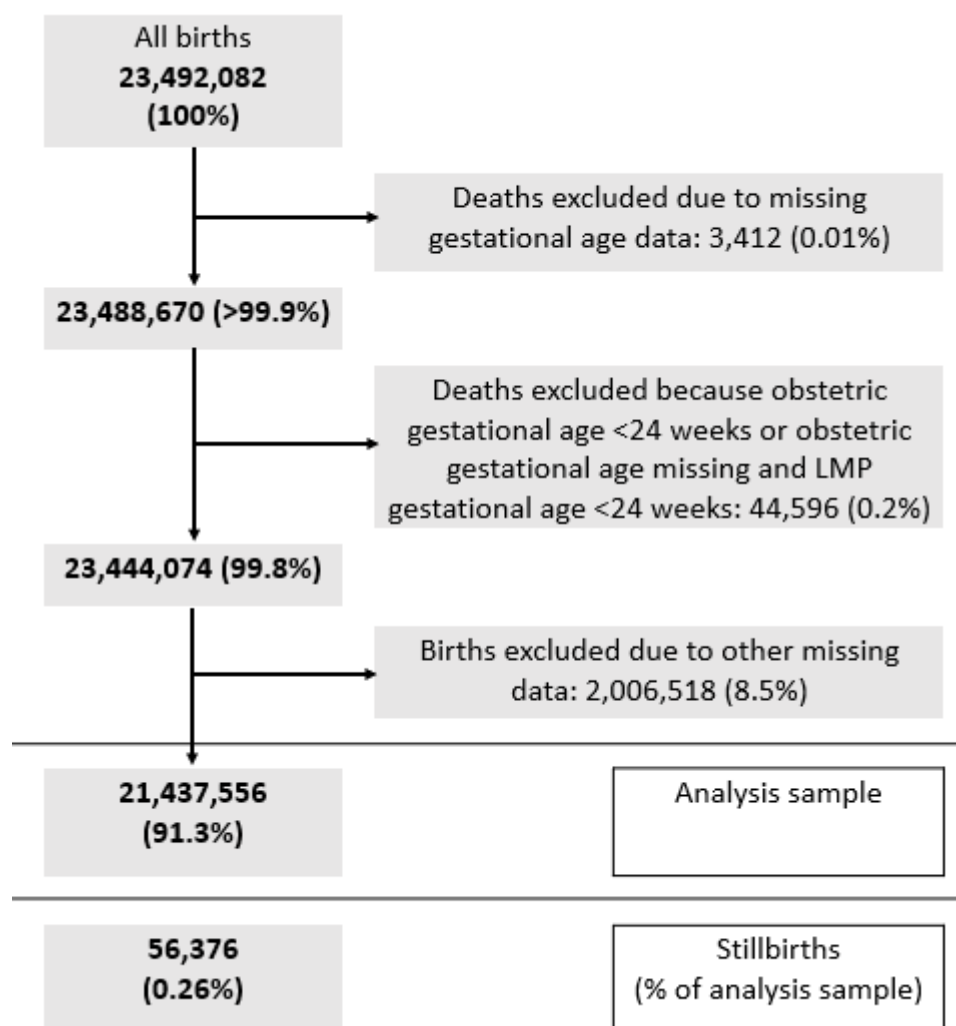 All births
23,492,082
(100%)
Deaths excluded due to missing
gestational age data: 3,412 (0.01%)
23,488,670 (>99.9%)
Deaths excluded because obstetric
gestational age <24 weeks or obstetric
gestational age missing and LMP
gestational age <24 weeks: 44,596 (0.2%)
23,444,074 (99.8%)
Births excluded due to other missing
data: 2,006,518 (8.5%)
21,437,556
(91.3%)
Analysis sample
56,376
(0.26%)
Stillbirths
(% of analysis sample)